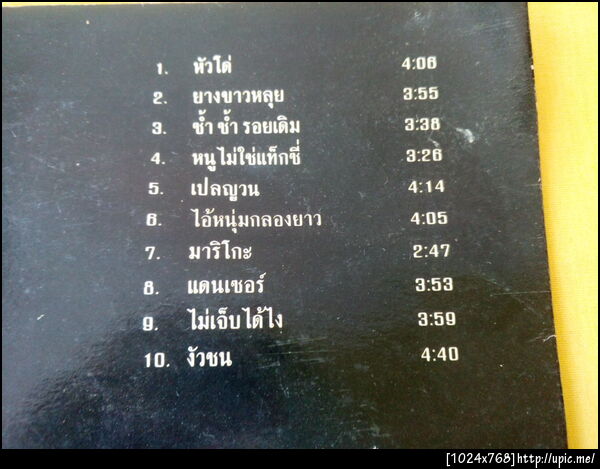 1. หัวโด่ 4:06
2. ยางขาวหลุย 3:55
3. ซ้ำ ซ้ำ รอยเดิม 3:38
4. หนูไม่ใช่แท็กซี่ 3:26
5. เปลญวน 4:14
6. ไอ้หนุ่มกลองยาว 4:05
7. มาริโกะ 2:47
8. แดนเซอร์ 3:53
9. ไม่เจ็บได้ไง 3:59
10. งัวชน 4:40
[1024x768]http://upic.me/